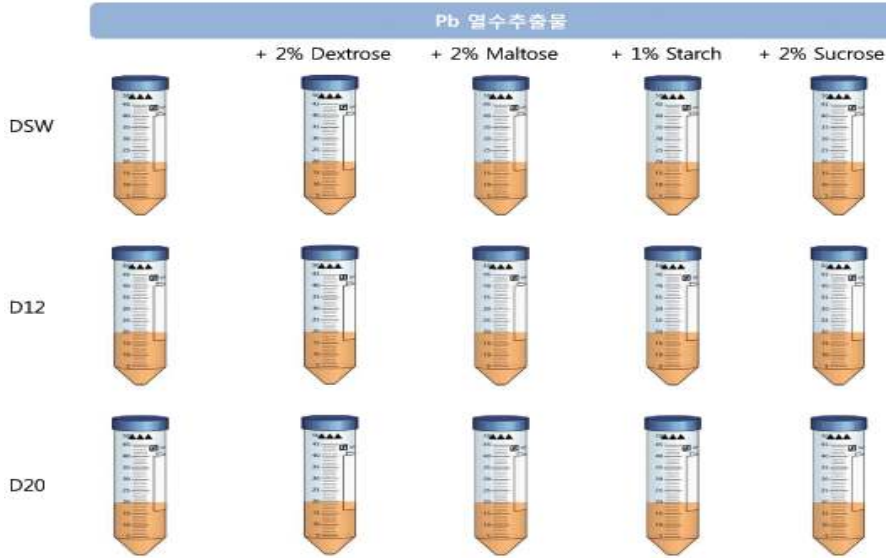 Pb 열수추출물
+ 2% Dextrose + 2% Maltose + 1% Starch + 2% Sucrose
DSW
D12
D20